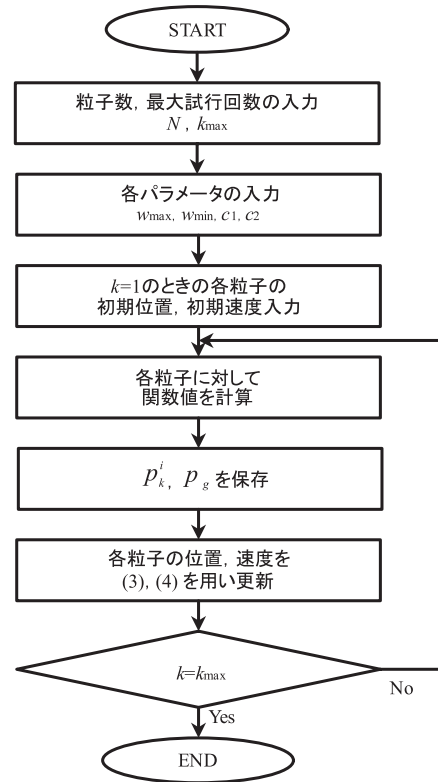 START
粒子数, 最大試行回数の入力
N , kmax
各パラメータの入力
wmax, wmin, c1, c2
k=1のときの各粒子の
初期位置, 初期速度入力
各粒子に対して
関数値を計算
p_k^i, p_g を保存
各粒子の位置, 速度を
(3), (4) を用い更新
k=kmax
No
Yes
END